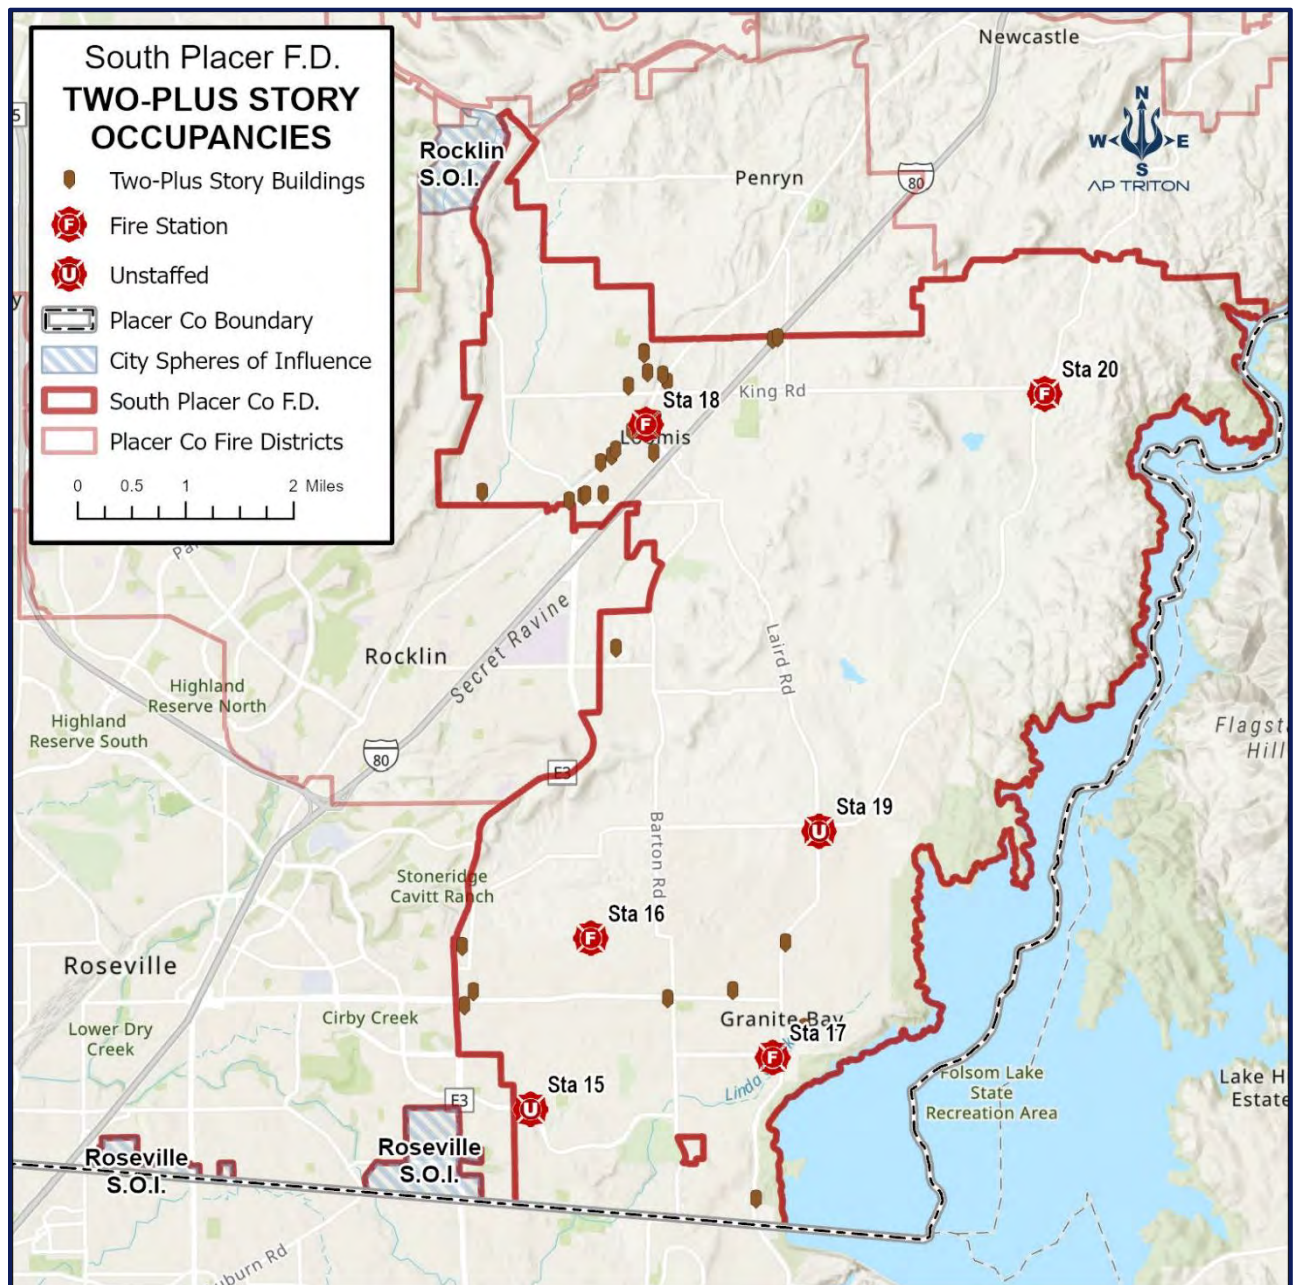 South Placer F.D.
TWO-PLUS STORY
OCCUPANCIES
Two-Plus Story Buildings
Fire Station
Unstaffed
Placer Co Boundary
City Spheres of Influence
South Placer Co F.D.
Placer Co Fire Districts
0 0.5 1 2 Miles
F
U
5
y
Newcastle
N
W E
S
AP TRITON
Rocklin
S.O.I.
Penryn
80
Sta 20
F
King Rd
Sta 18
F
Rocklin
Secret Ravine
Laird Rd
Highland
Reserve North
Highland
Reserve South
Flagst
Hill
80
E3
Sta 19
U
Barton Rd
Stoneridge
Cavitt Ranch
Sta 16
F
Roseville
Cirby Creek
Lower Dry
Creek
Granite Bay
Sta 17
F
Linda
Sta 15
U
E3
Folsom Lake
State
Recreation Area
Lake H
Estate
Roseville
S.O.I.
Roseville
S.O.I.
uburn Rd